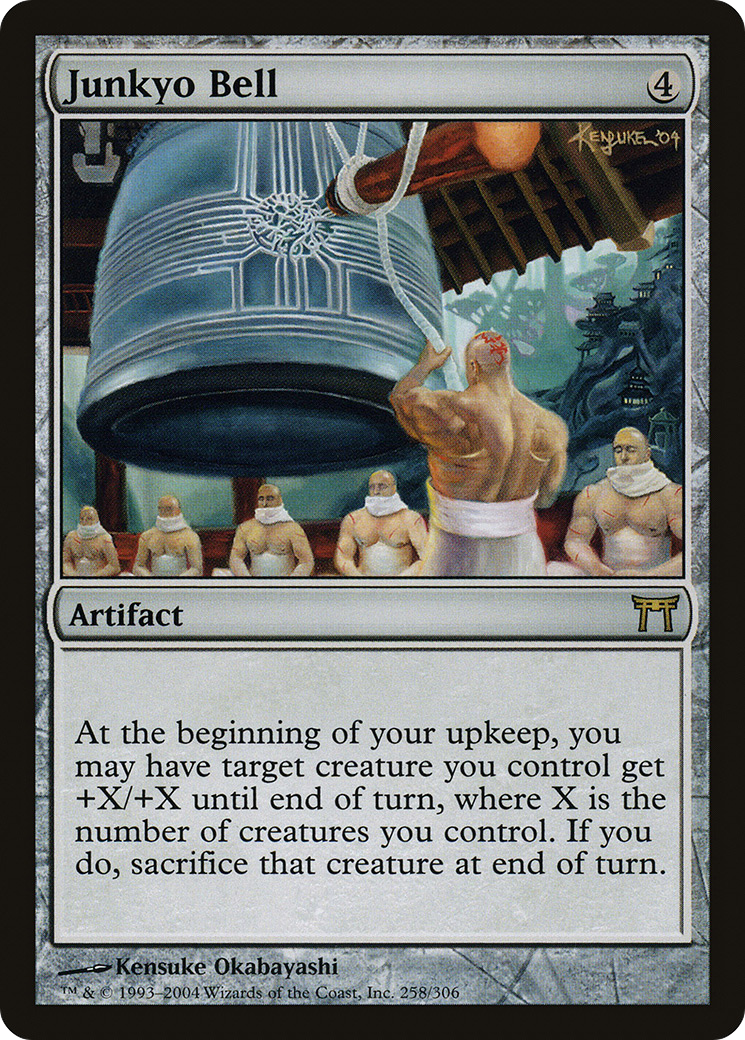 Junkyo Bell 4
KENSUKE '04
Artifact
At the beginning of your upkeep, you
may have target creature you control get
+X/+X until end of turn, where X is the
number of creatures you control. If you
do, sacrifice that creature at end of turn.
Kensuke Okabayashi
™ & © 1993–2004 Wizards of the Coast, Inc. 258/306